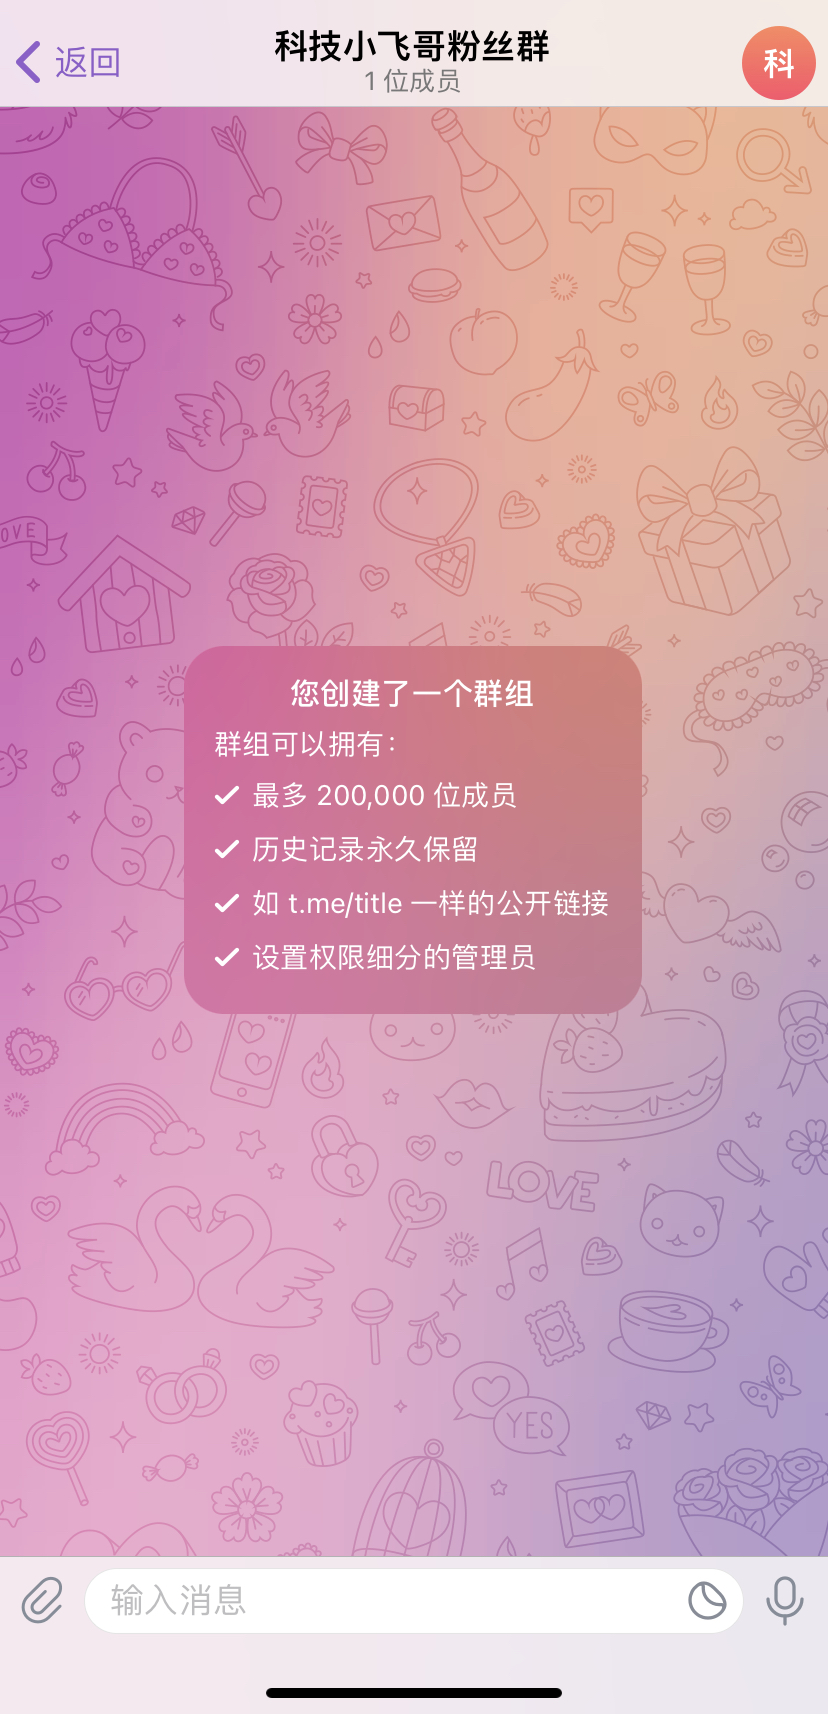 返回
科技小飞哥粉丝群
1 位成员
科
OVE
您创建了一个群组
群组可以拥有：
最多 200,000 位成员
历史记录永久保留
如 t.me/title 一样的公开链接
设置权限细分的管理员
LOVE
YES
输入消息